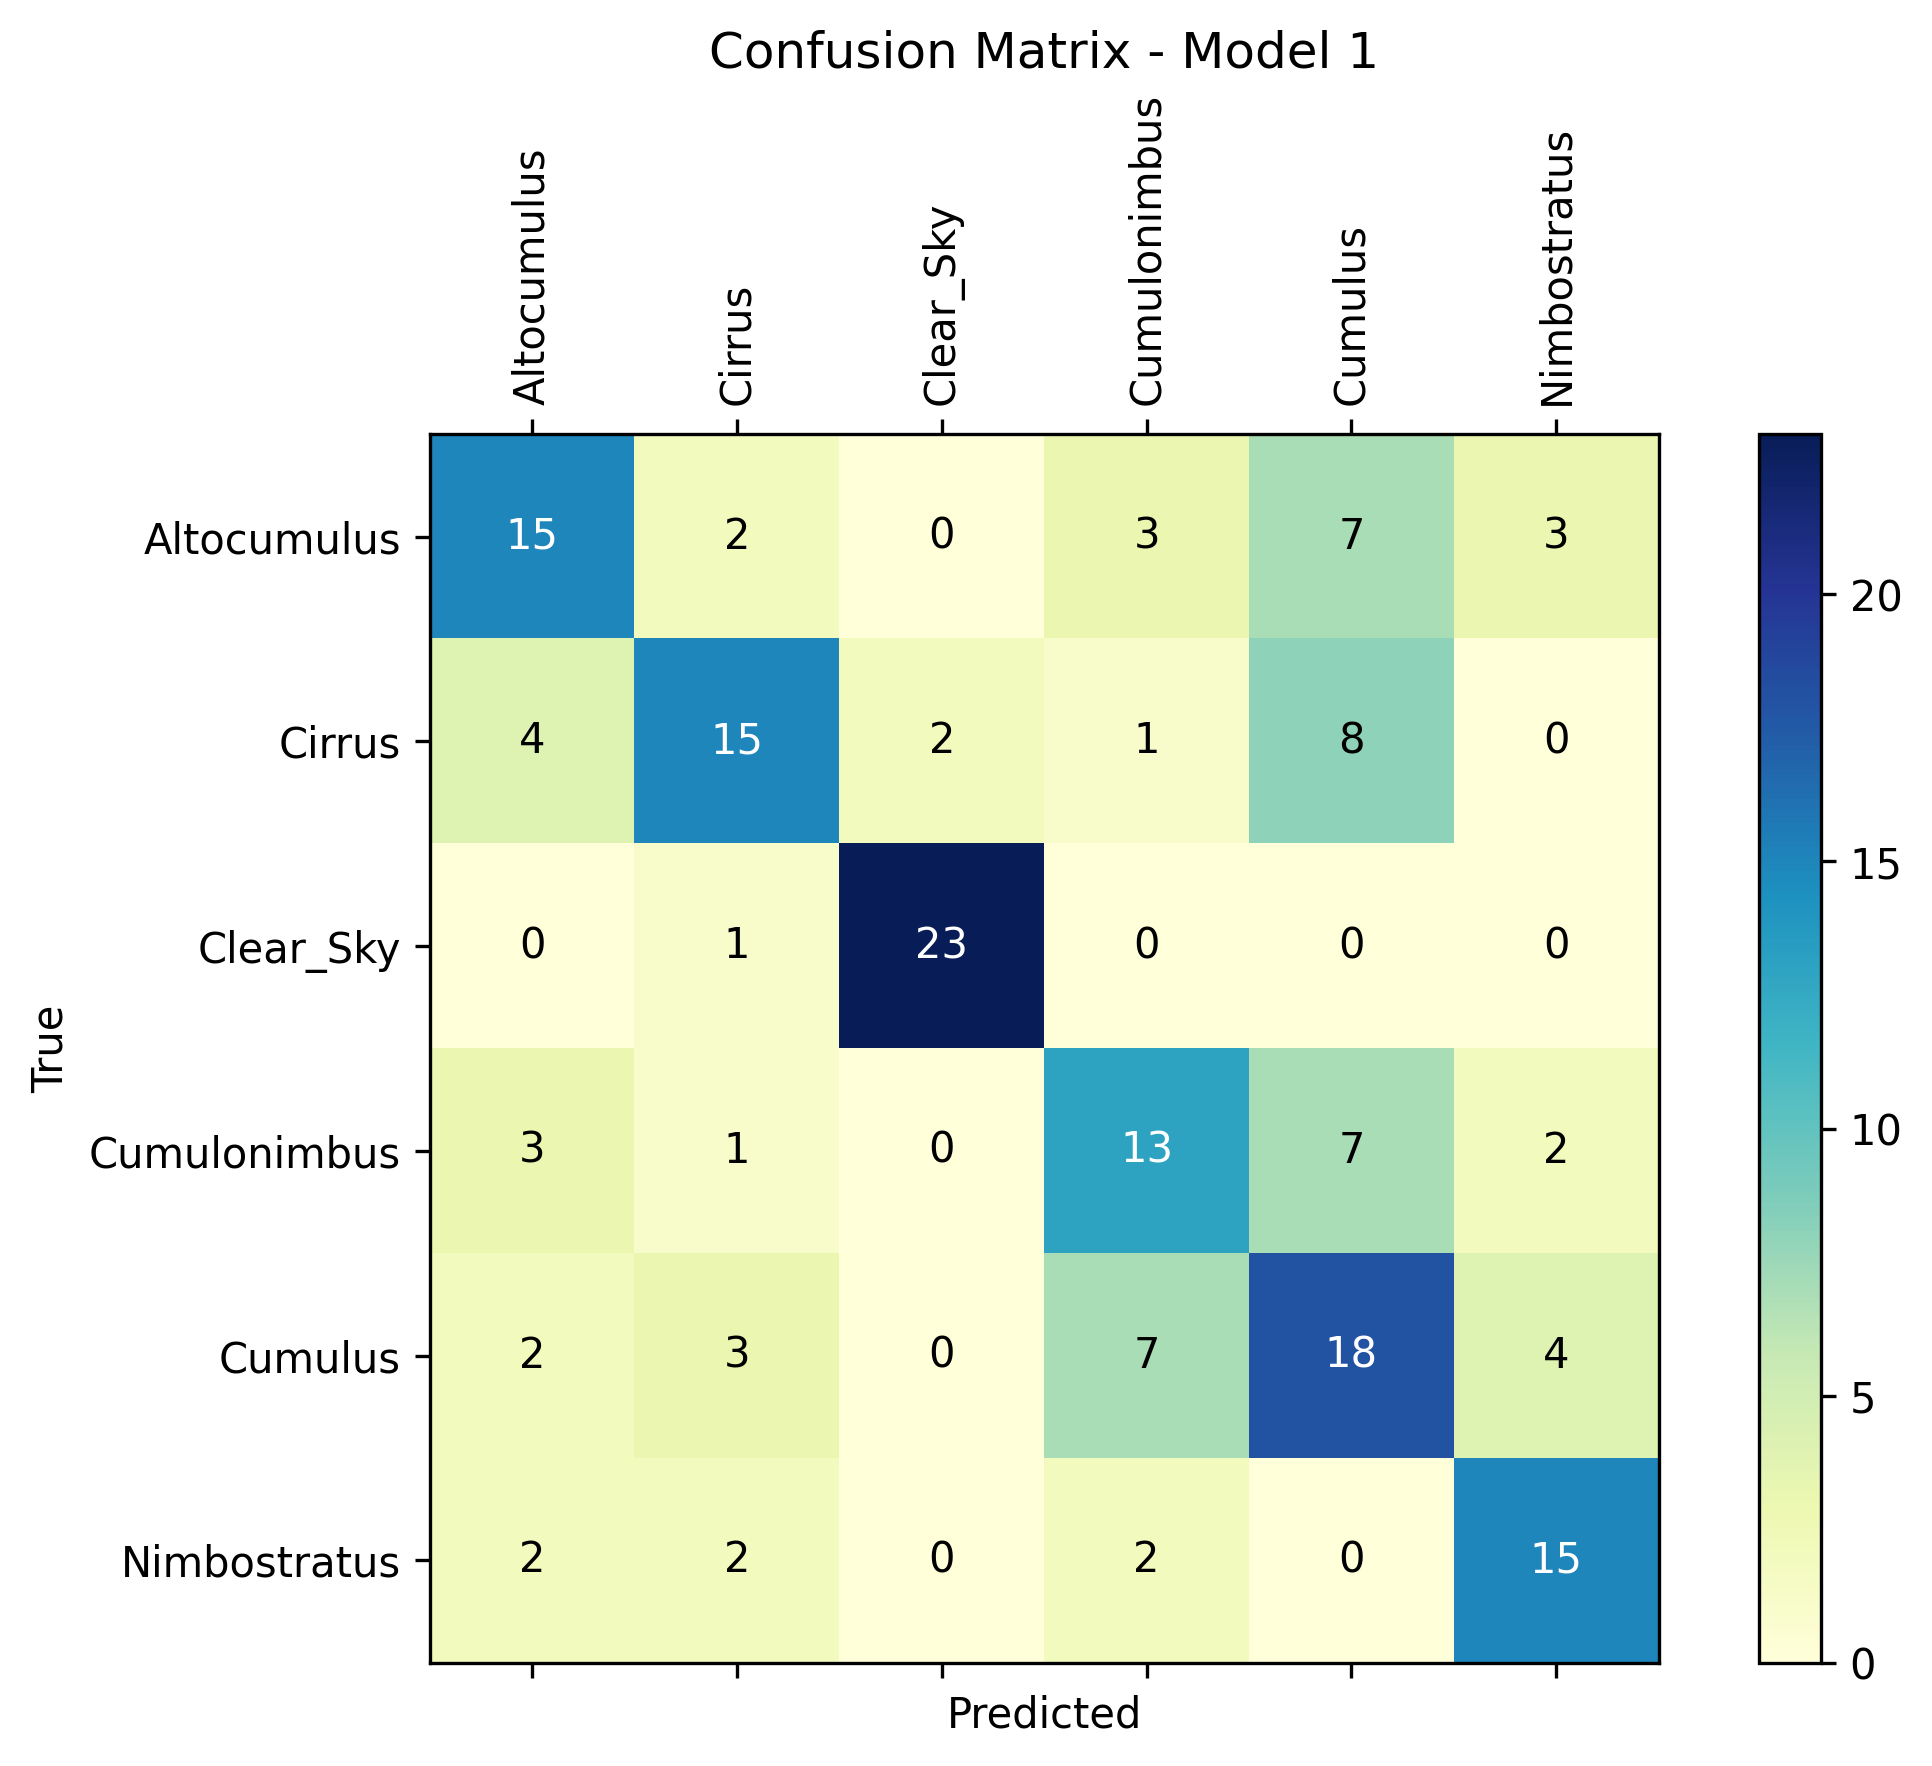 Confusion Matrix - Model 1
Altocumulus
Cirrus
Clear_Sky
Cumulonimbus
Cumulus
Nimbostratus
True
Altocumulus 15 2 0 3 7 3
Cirrus 4 15 2 1 8 0
Clear_Sky 0 1 23 0 0 0
Cumulonimbus 3 1 0 13 7 2
Cumulus 2 3 0 7 18 4
Nimbostratus 2 2 0 2 0 15
Predicted
20
15
10
5
0